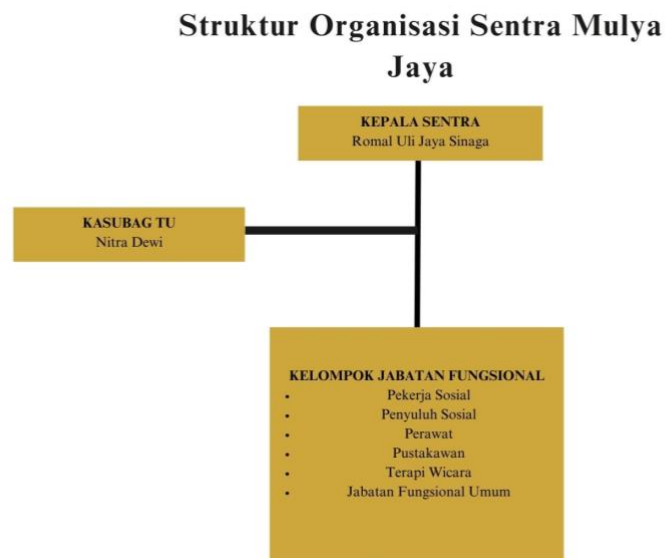 Struktur Organisasi Sentra Mulya
Jaya
KEPALA SENTRA
Romal Uli Jaya Sinaga
KASUBAG TU
Nitra Dewi
KELOMPOK JABATAN FUNGSIONAL
• Pekerja Sosial
• Penyuluh Sosial
• Perawat
• Pustakawan
• Terapi Wicara
• Jabatan Fungsional Umum